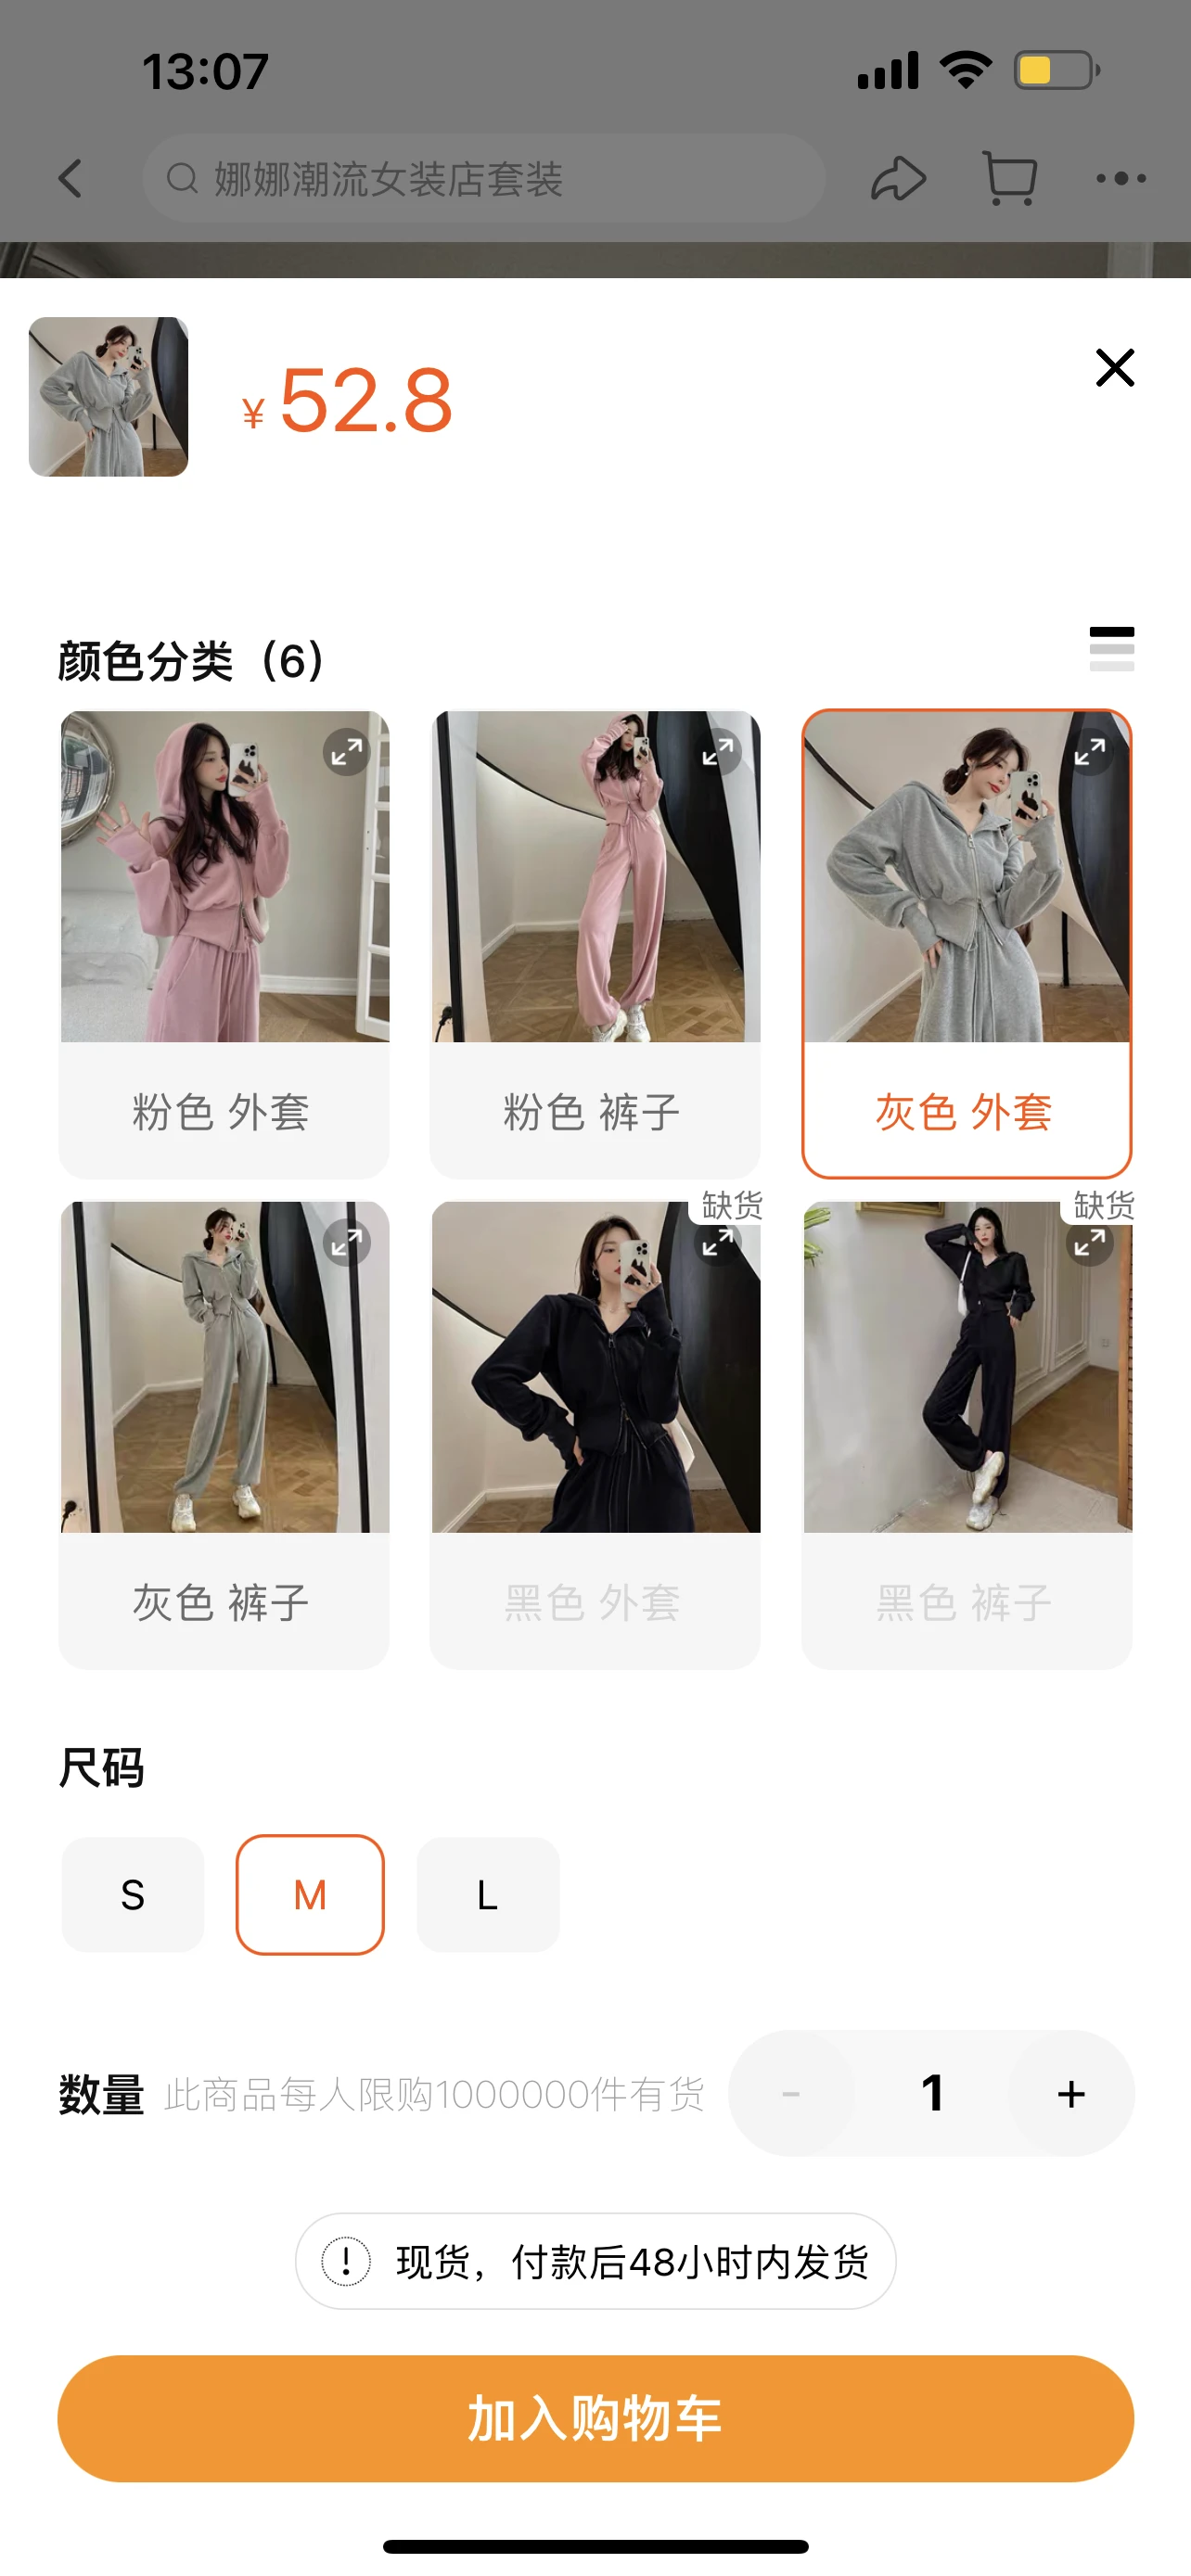 13:07
娜娜潮流女装店套装
¥52.8
颜色分类（6）
粉色 外套
粉色 裤子
灰色 外套
缺货
缺货
灰色 裤子
黑色 外套
黑色 裤子
尺码
S M L
数量 此商品每人限购1000000件有货 - 1 +
! 现货，付款后48小时内发货
加入购物车